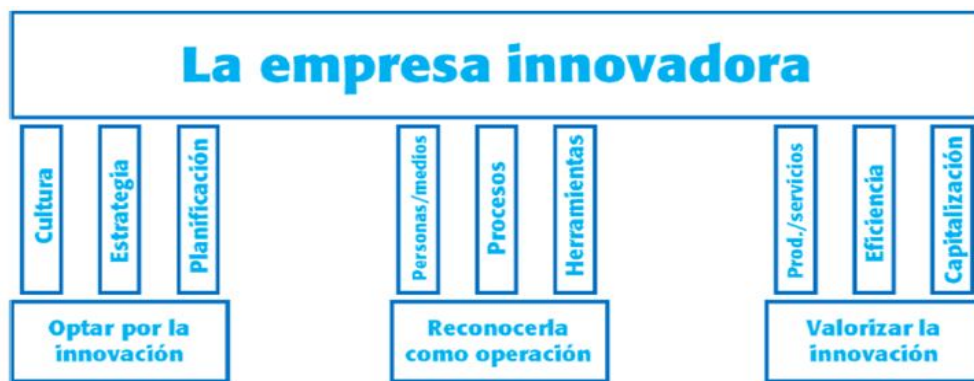 La empresa innovadora
Cultura
Estrategia
Planificación
Personas/medios
Procesos
Herramientas
Prod./servicios
Eficiencia
Capitalización
Optar por la
innovación
Reconocerla
como operación
Valorizar la
innovación